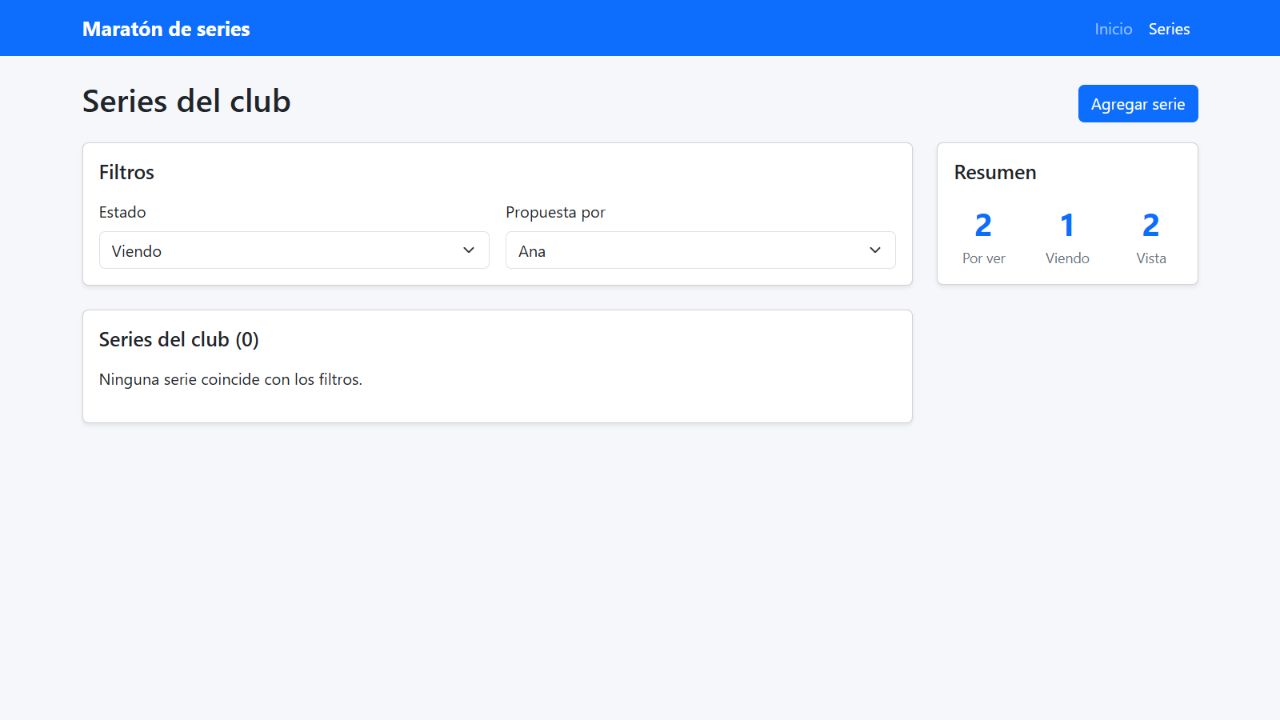 Maratón de series
Inicio Series
Series del club
Agregar serie
Filtros
Estado
Viendo
Propuesta por
Ana
Resumen
2 1 2
Por ver Viendo Vista
Series del club (0)
Ninguna serie coincide con los filtros.